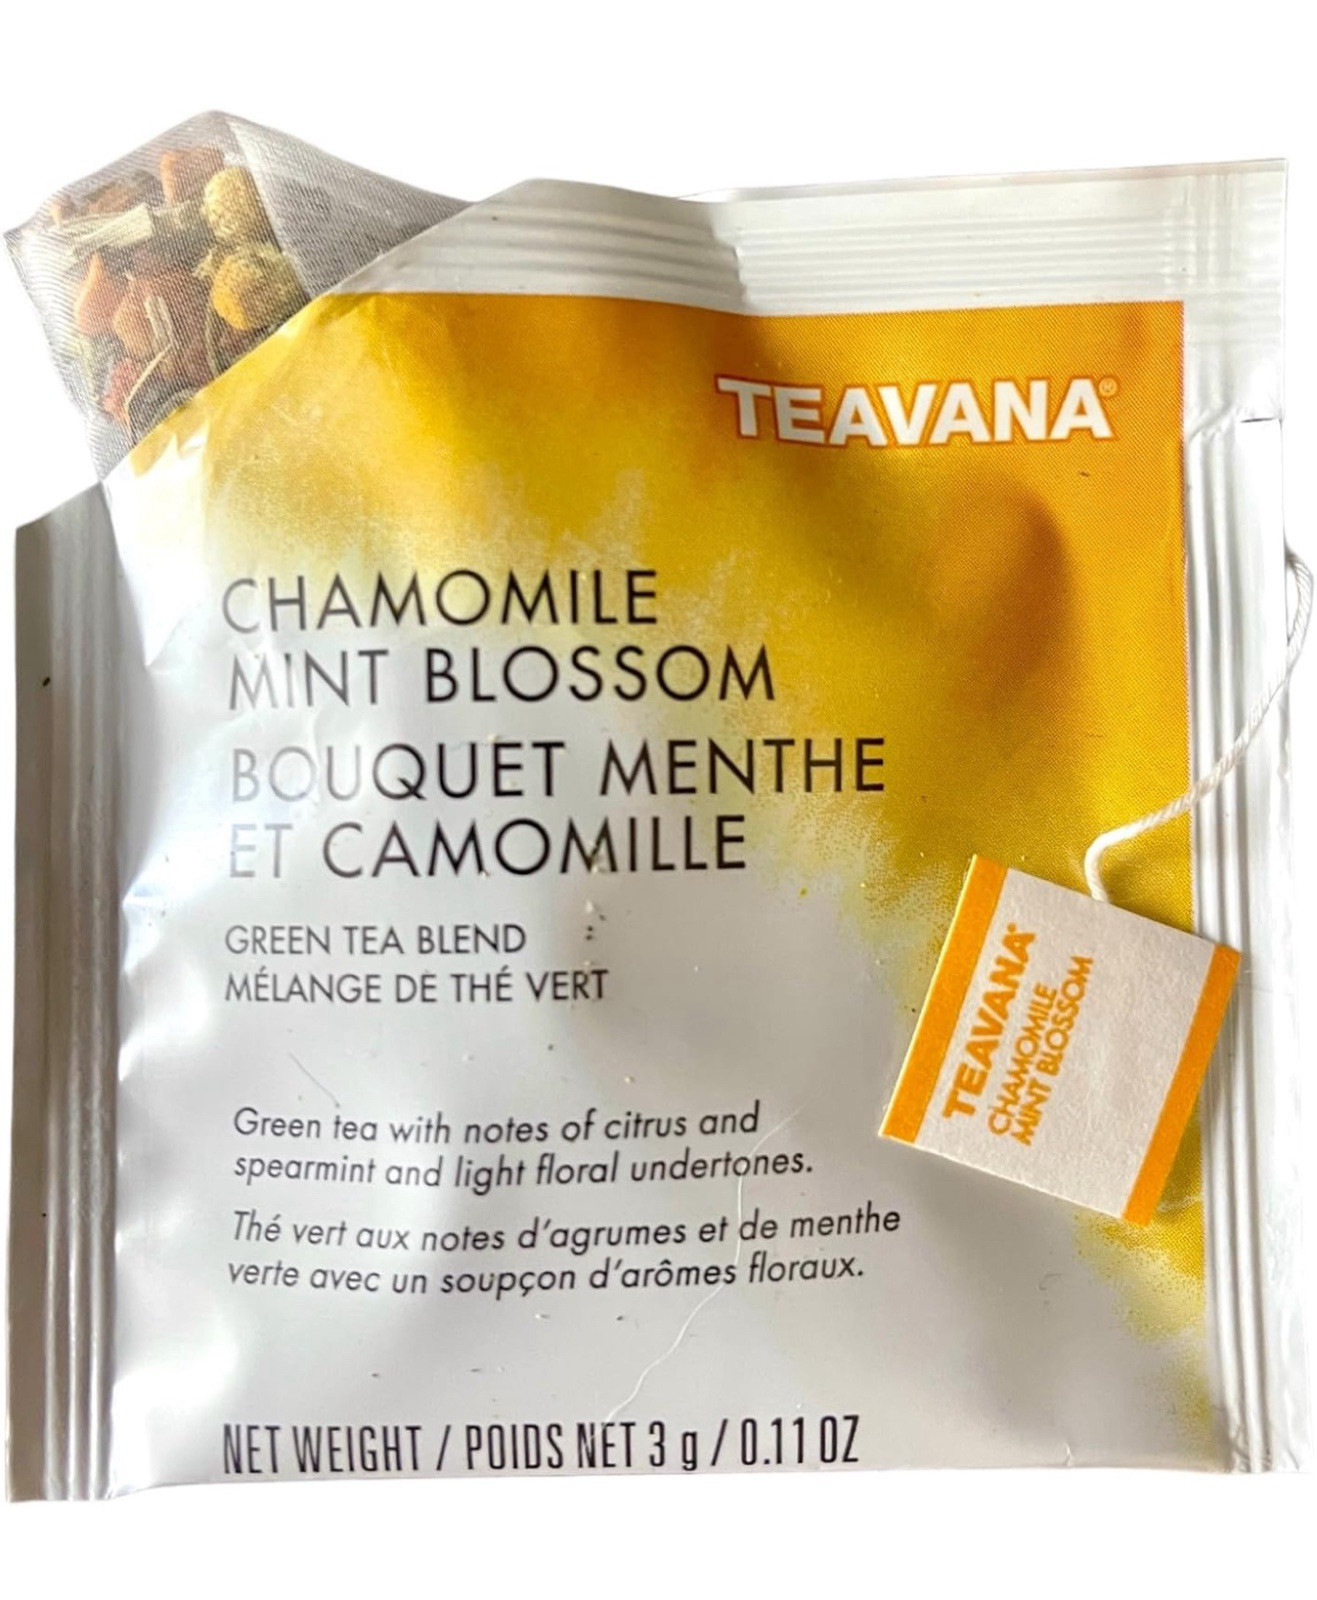 TEAVANA®
CHAMOMILE
MINT BLOSSOM
BOUQUET MENTHE
ET CAMOMILLE
GREEN TEA BLEND
MÉLANGE DE THÉ VERT
Green tea with notes of citrus and
spearmint and light floral undertones.
Thé vert aux notes d'agrumes et de menthe
verte avec un soupçon d'arômes floraux.
NET WEIGHT / POIDS NET 3 g / 0.11 OZ
TEAVANA®
CHAMOMILE
MINT BLOSSOM